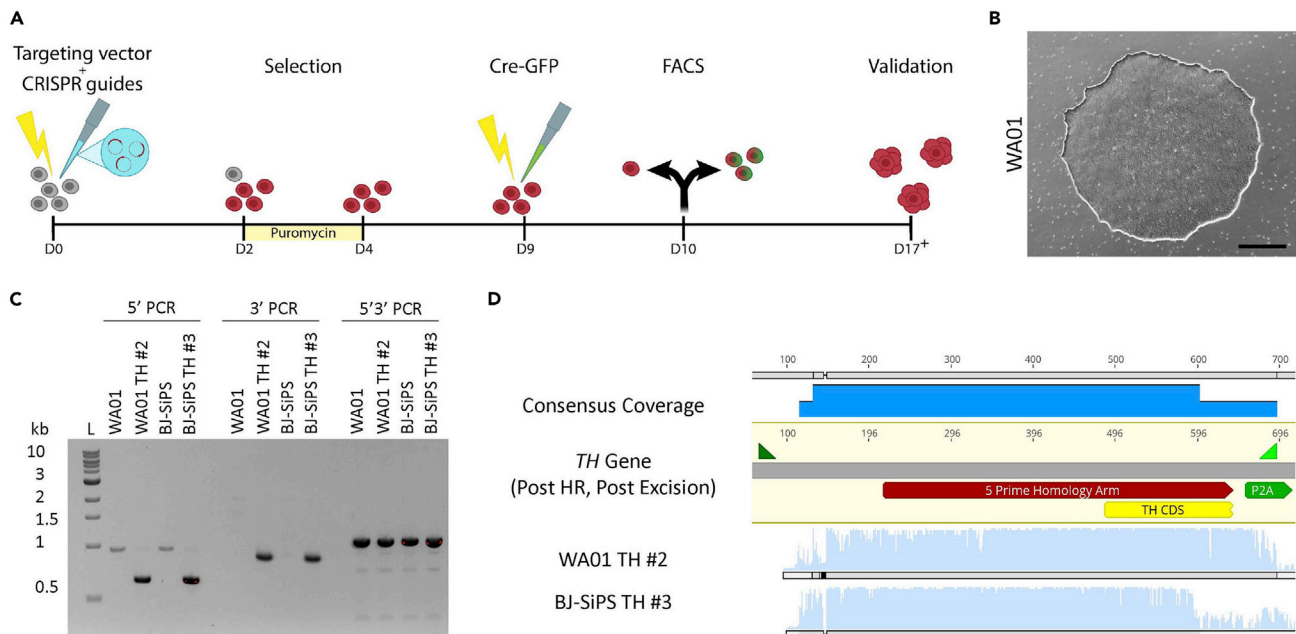 A
Targeting vector
+
CRISPR guides
Selection
Cre-GFP
FACS
Validation
Puromycin
D0
D2
D4
D9
D10
D17+
B
WA01
C
5′ PCR
3′ PCR
5′3′ PCR
WA01
WA01 TH #2
BJ-SiPS
BJ-SiPS TH #3
WA01
WA01 TH #2
BJ-SiPS
BJ-SiPS TH #3
WA01
WA01 TH #2
BJ-SiPS
BJ-SiPS TH #3
kb
L
10
3
2
1.5
1
0.5
D
100 200 300 400 500 600 700
Consensus Coverage
100 196 296 396 496 596 696
TH Gene
(Post HR, Post Excision)
5 Prime Homology Arm
P2A
TH CDS
WA01 TH #2
BJ-SiPS TH #3